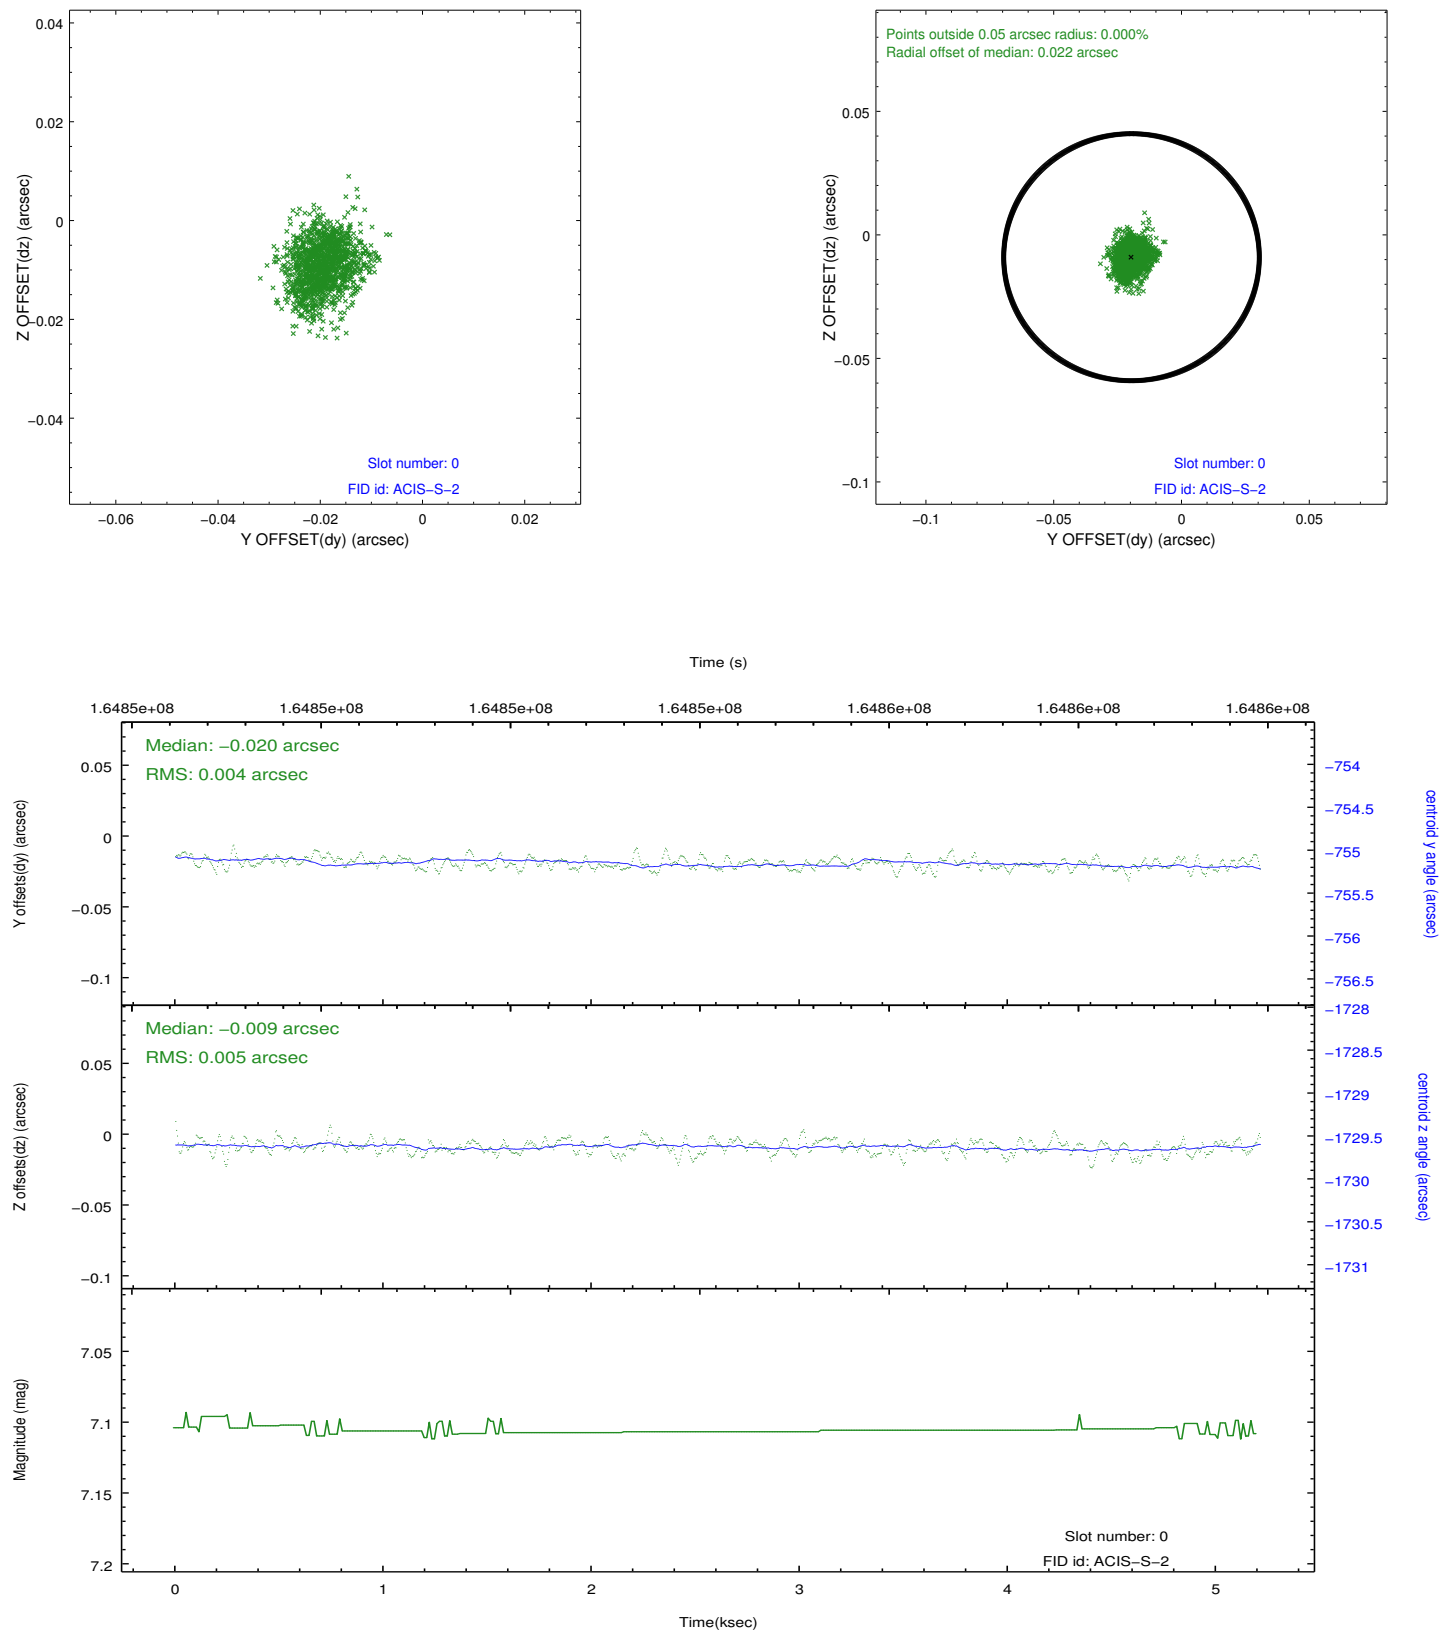 0.04
0.02
0
−0.02
−0.04
Z OFFSET(dz) (arcsec)
Slot number: 0
FID id: ACIS−S−2
−0.06
−0.04
−0.02
0
0.02
Y OFFSET(dy) (arcsec)
Points outside 0.05 arcsec radius: 0.000%
Radial offset of median: 0.022 arcsec
0.05
0
−0.05
−0.1
Z OFFSET(dz) (arcsec)
Slot number: 0
FID id: ACIS−S−2
−0.1
−0.05
0
0.05
Y OFFSET(dy) (arcsec)
Time (s)
1.6485e+08
1.6485e+08
1.6485e+08
1.6485e+08
1.6486e+08
1.6486e+08
1.6486e+08
Median: −0.020 arcsec
RMS: 0.004 arcsec
0.05
0
−0.05
−0.1
Y offsets(dy) (arcsec)
−754
−754.5
−755
−755.5
−756
−756.5
centroid y angle (arcsec)
Median: −0.009 arcsec
RMS: 0.005 arcsec
0.05
0
−0.05
−0.1
Z offsets(dz) (arcsec)
−1728
−1728.5
−1729
−1729.5
−1730
−1730.5
−1731
centroid z angle (arcsec)
7.05
7.1
7.15
7.2
Magnitude (mag)
Slot number: 0
FID id: ACIS−S−2
0
1
2
3
4
5
Time(ksec)